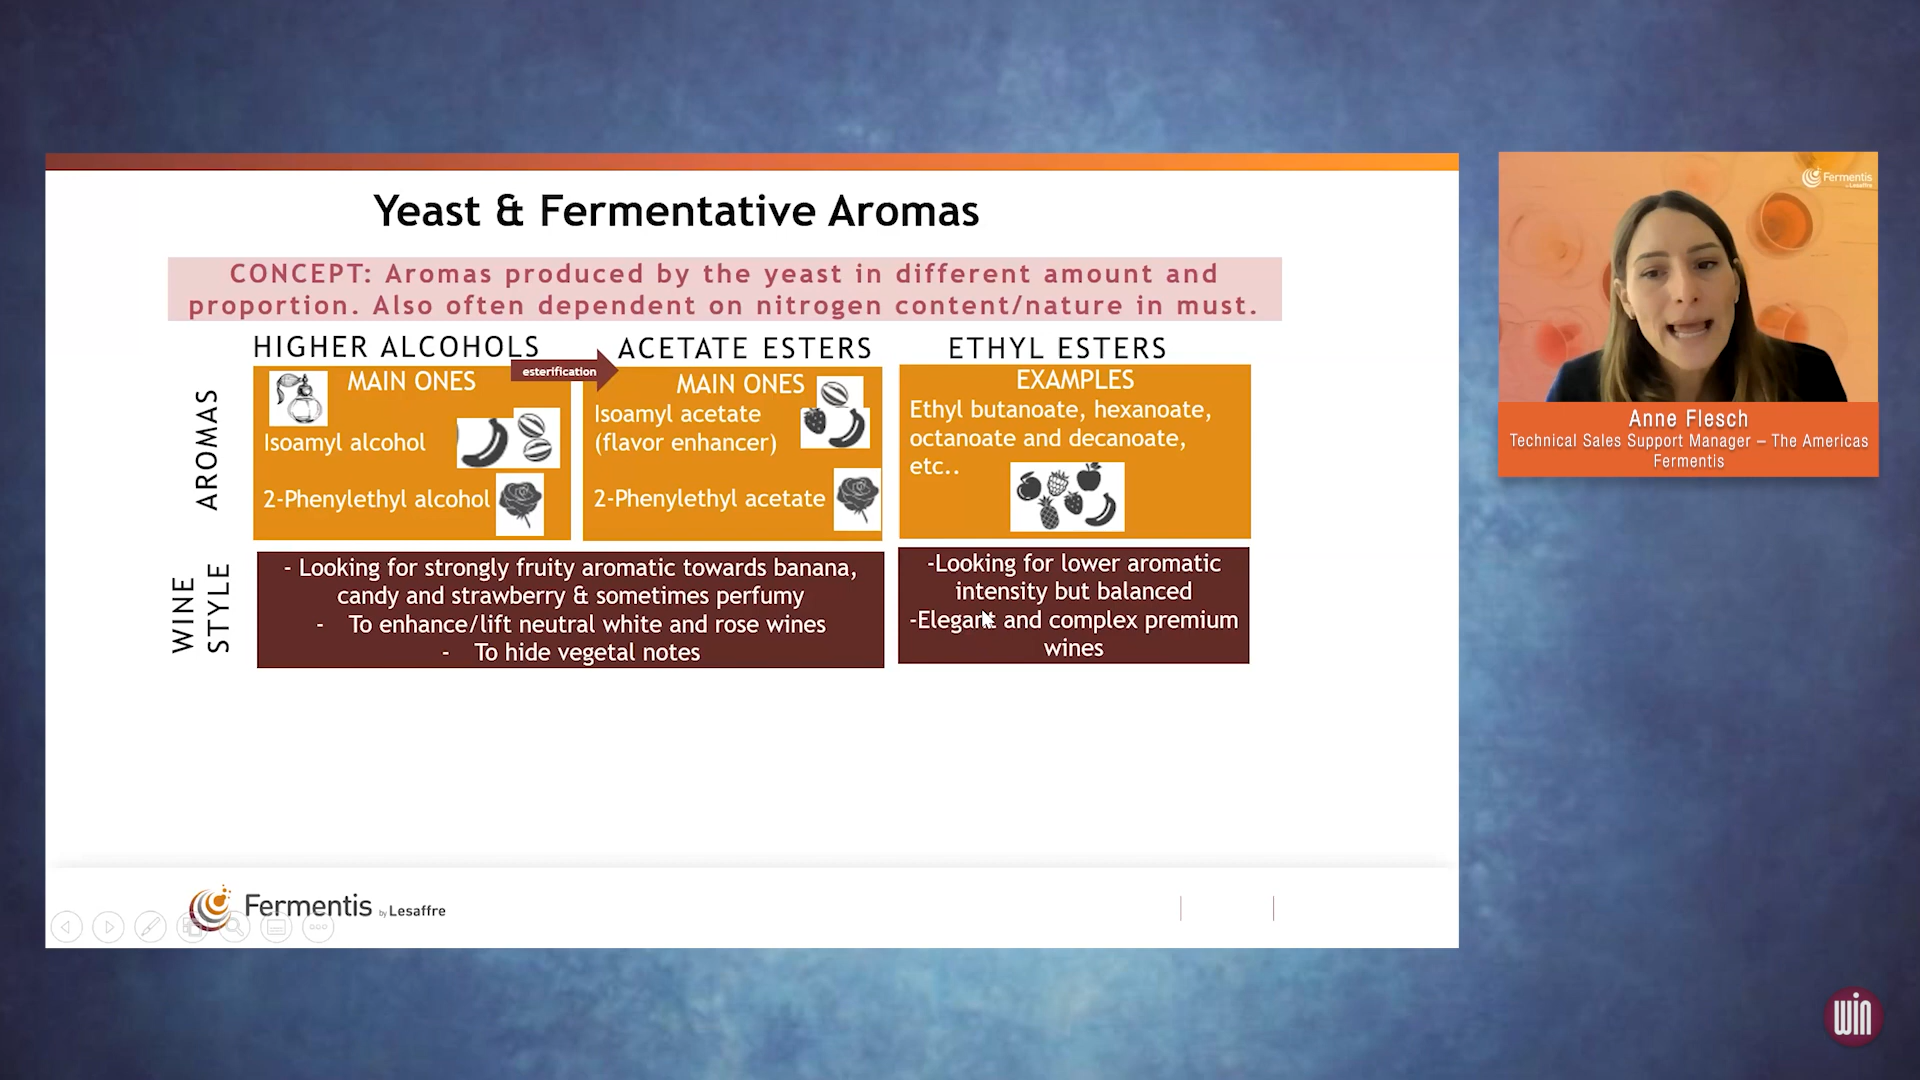 Yeast & Fermentative Aromas
CONCEPT: Aromas produced by the yeast in different amount and
proportion. Also often dependent on nitrogen content/nature in must.
HIGHER ALCOHOLS
esterification
ACETATE ESTERS
ETHYL ESTERS
AROMAS
MAIN ONES
Isoamyl alcohol
2-Phenylethyl alcohol
MAIN ONES
Isoamyl acetate
(flavor enhancer)
2-Phenylethyl acetate
EXAMPLES
Ethyl butanoate, hexanoate,
octanoate and decanoate,
etc..
WINE
STYLE
- Looking for strongly fruity aromatic towards banana,
candy and strawberry & sometimes perfumy
- To enhance/lift neutral white and rose wines
- To hide vegetal notes
-Looking for lower aromatic
intensity but balanced
-Elegant and complex premium
wines
Fermentis by Lesaffre
Fermentis
by Lesaffre
Anne Flesch
Technical Sales Support Manager – The Americas
Fermentis
win